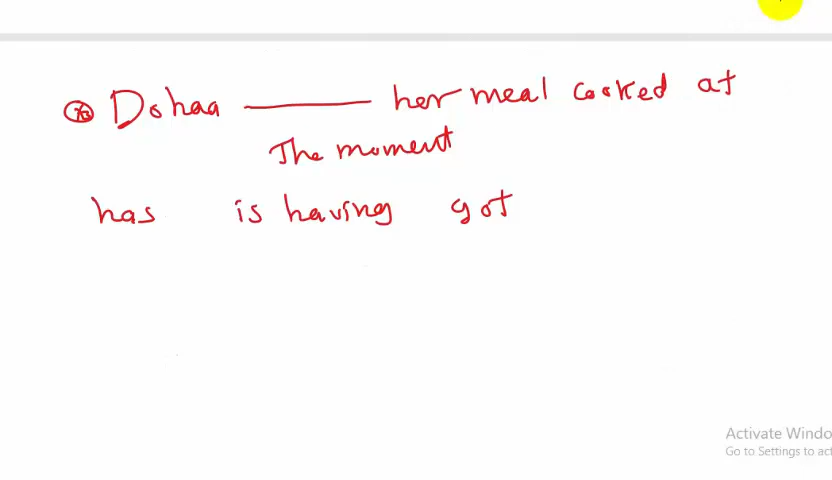 Dohaa ______ her meal cooked at
The moment
has is having got
Activate Windo
Go to Settings to act